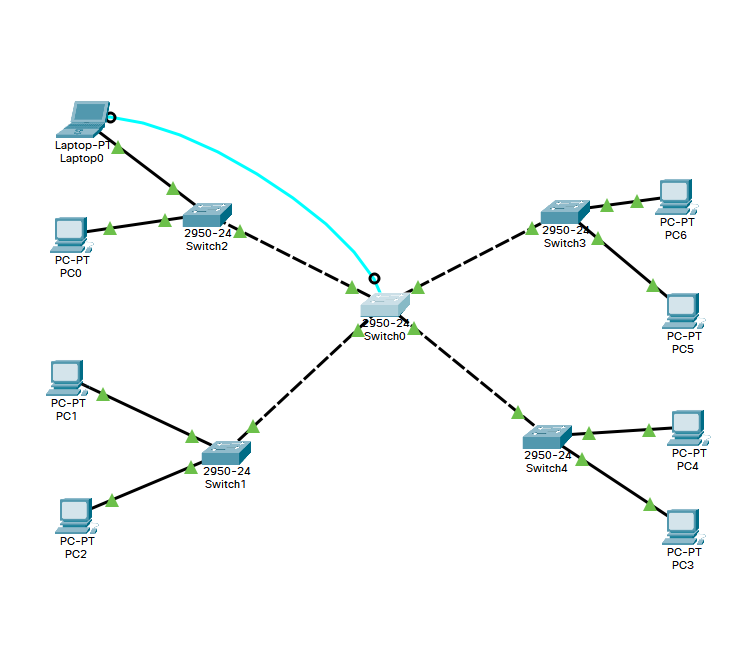 Laptop-PT
Laptop0
2950-24
Switch2
PC-PT
PC0
2950-24
Switch3
PC-PT
PC6
PC-PT
PC5
2950-24
Switch0
PC-PT
PC1
2950-24
Switch1
PC-PT
PC2
2950-24
Switch4
PC-PT
PC4
PC-PT
PC3